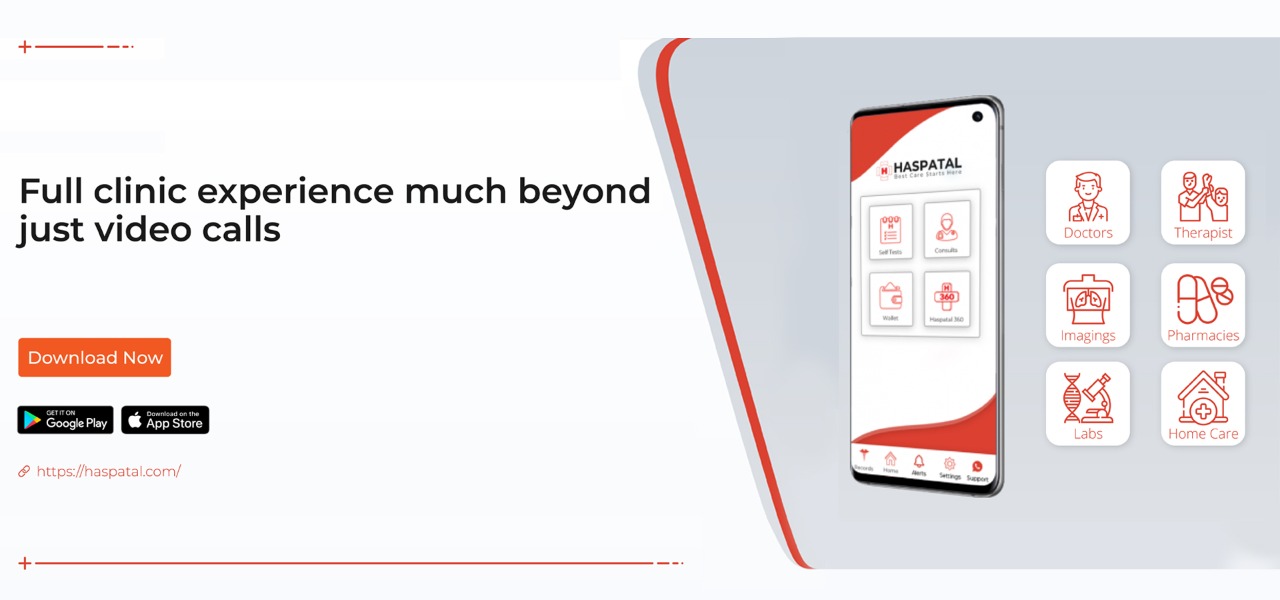 Full clinic experience much beyond
just video calls
Download Now
GET IT ON
Google Play
Download on the
App Store
https://haspatal.com/
H
HASPATAL
Best Care Starts Here
H
Self Tests
Consults
Wallet
H
360
Haspatal 360
Records
Home
Alerts
Settings
Support
Doctors
Therapist
Imagings
Pharmacies
Labs
Home Care